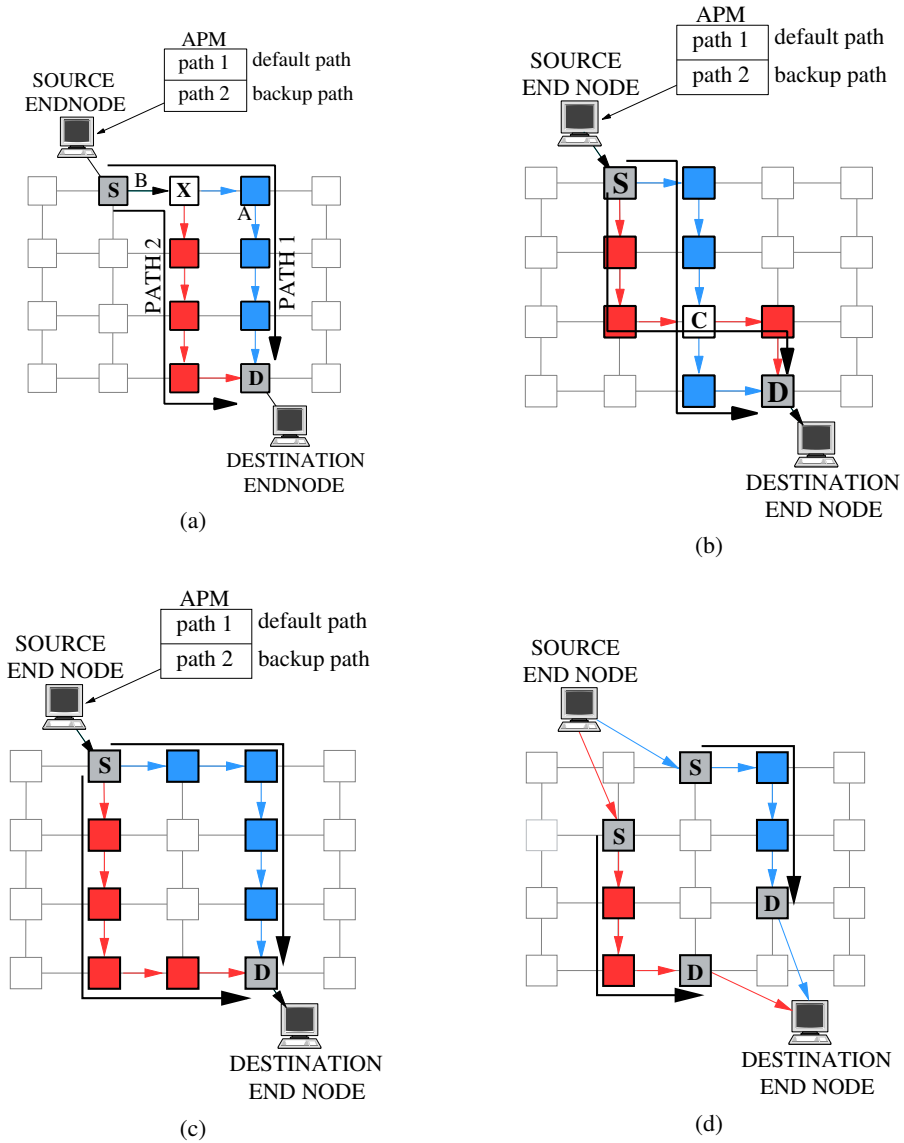 APM
path 1 default path
path 2 backup path
SOURCE
ENDNODE
S
B
X
A
PATH 2
PATH 1
D
DESTINATION
ENDNODE
(a)
APM
path 1 default path
path 2 backup path
SOURCE
END NODE
S
C
D
DESTINATION
END NODE
(b)
APM
path 1 default path
path 2 backup path
SOURCE
END NODE
S
D
DESTINATION
END NODE
(c)
SOURCE
END NODE
S
S
D
D
DESTINATION
END NODE
(d)